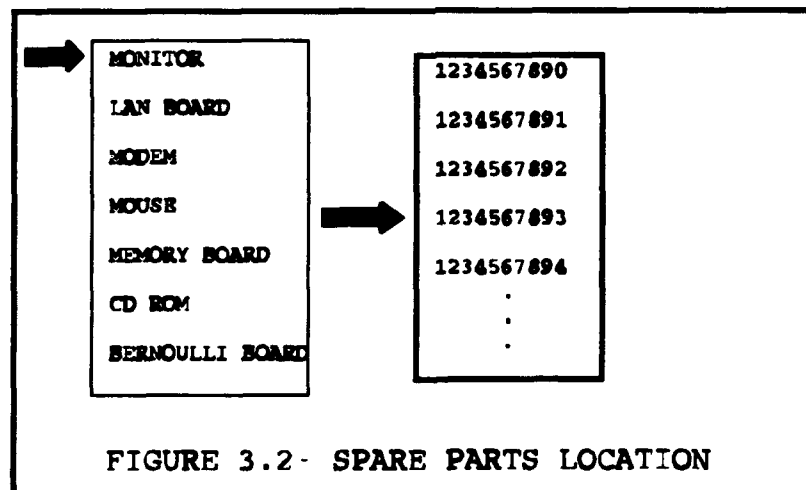 MONITOR
LAN BOARD
MODEM
MOUSE
MEMORY BOARD
CD ROM
BERNOULLI BOARD
1234567890
1234567891
1234567892
1234567893
1234567894
.
.
.
FIGURE 3.2- SPARE PARTS LOCATION